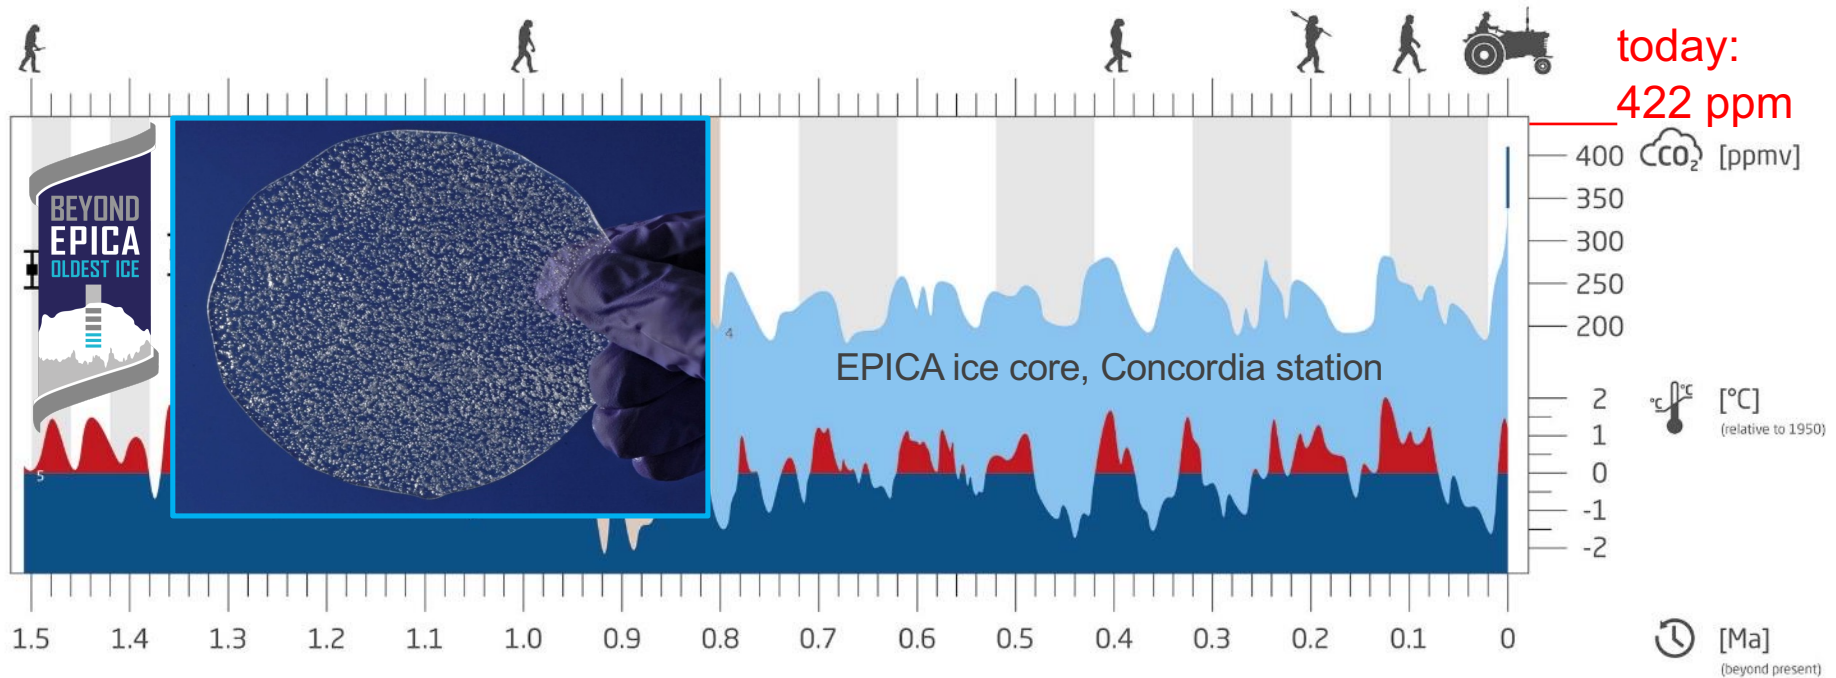 today:
422 ppm
BEYOND
EPICA
OLDEST ICE
400 CO₂ [ppmv]
350
300
250
200
4
EPICA ice core, Concordia station
°C °C [°C]
(relative to 1950)
2
1
0
-1
-2
5
1.5 1.4 1.3 1.2 1.1 1.0 0.9 0.8 0.7 0.6 0.5 0.4 0.3 0.2 0.1 0
[Ma]
(beyond present)